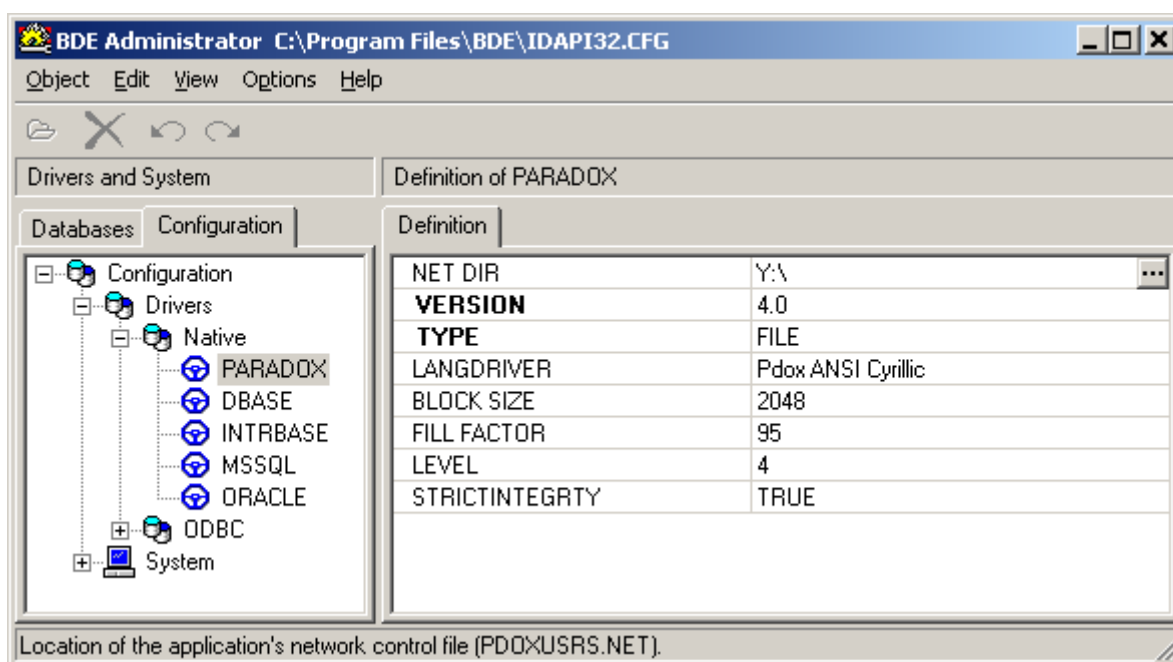 BDE Administrator C:\Program Files\BDE\IDAPI32.CFG
Object Edit View Options Help
Drivers and System
Definition of PARADOX
Databases Configuration
Definition
Configuration
Drivers
Native
PARADOX
DBASE
INTRBASE
MSSQL
ORACLE
ODBC
System
NET DIR Y:\
VERSION 4.0
TYPE FILE
LANGDRIVER Pdox ANSI Cyrillic
BLOCK SIZE 2048
FILL FACTOR 95
LEVEL 4
STRICTINTEGRTY TRUE
Location of the application's network control file (PDOXUSRS.NET).